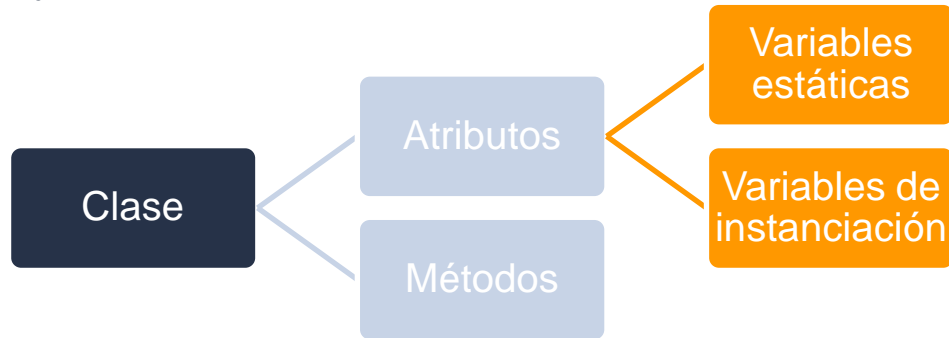 Clase
Atributos
Métodos
Variables
estáticas
Variables de
instanciación